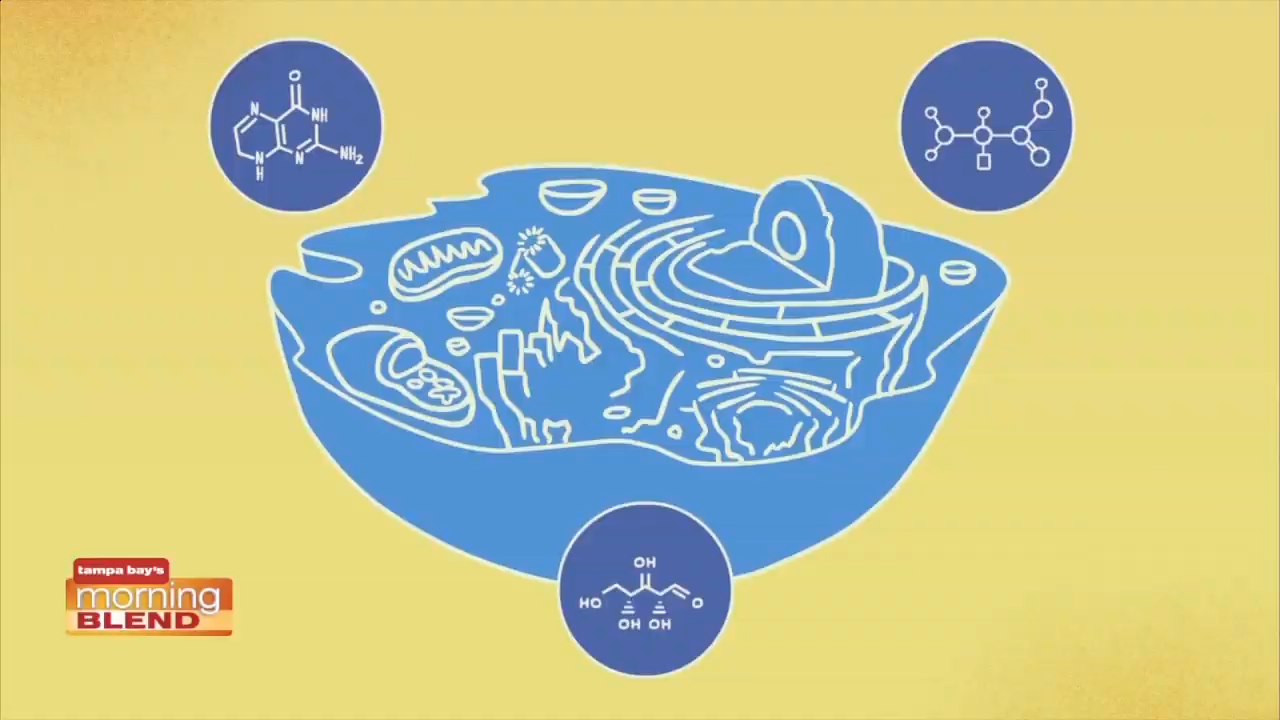 O
N
NH
N
H
N
NH2
OH
HO
O
OH OH
tampa bay's
morning
BLEND